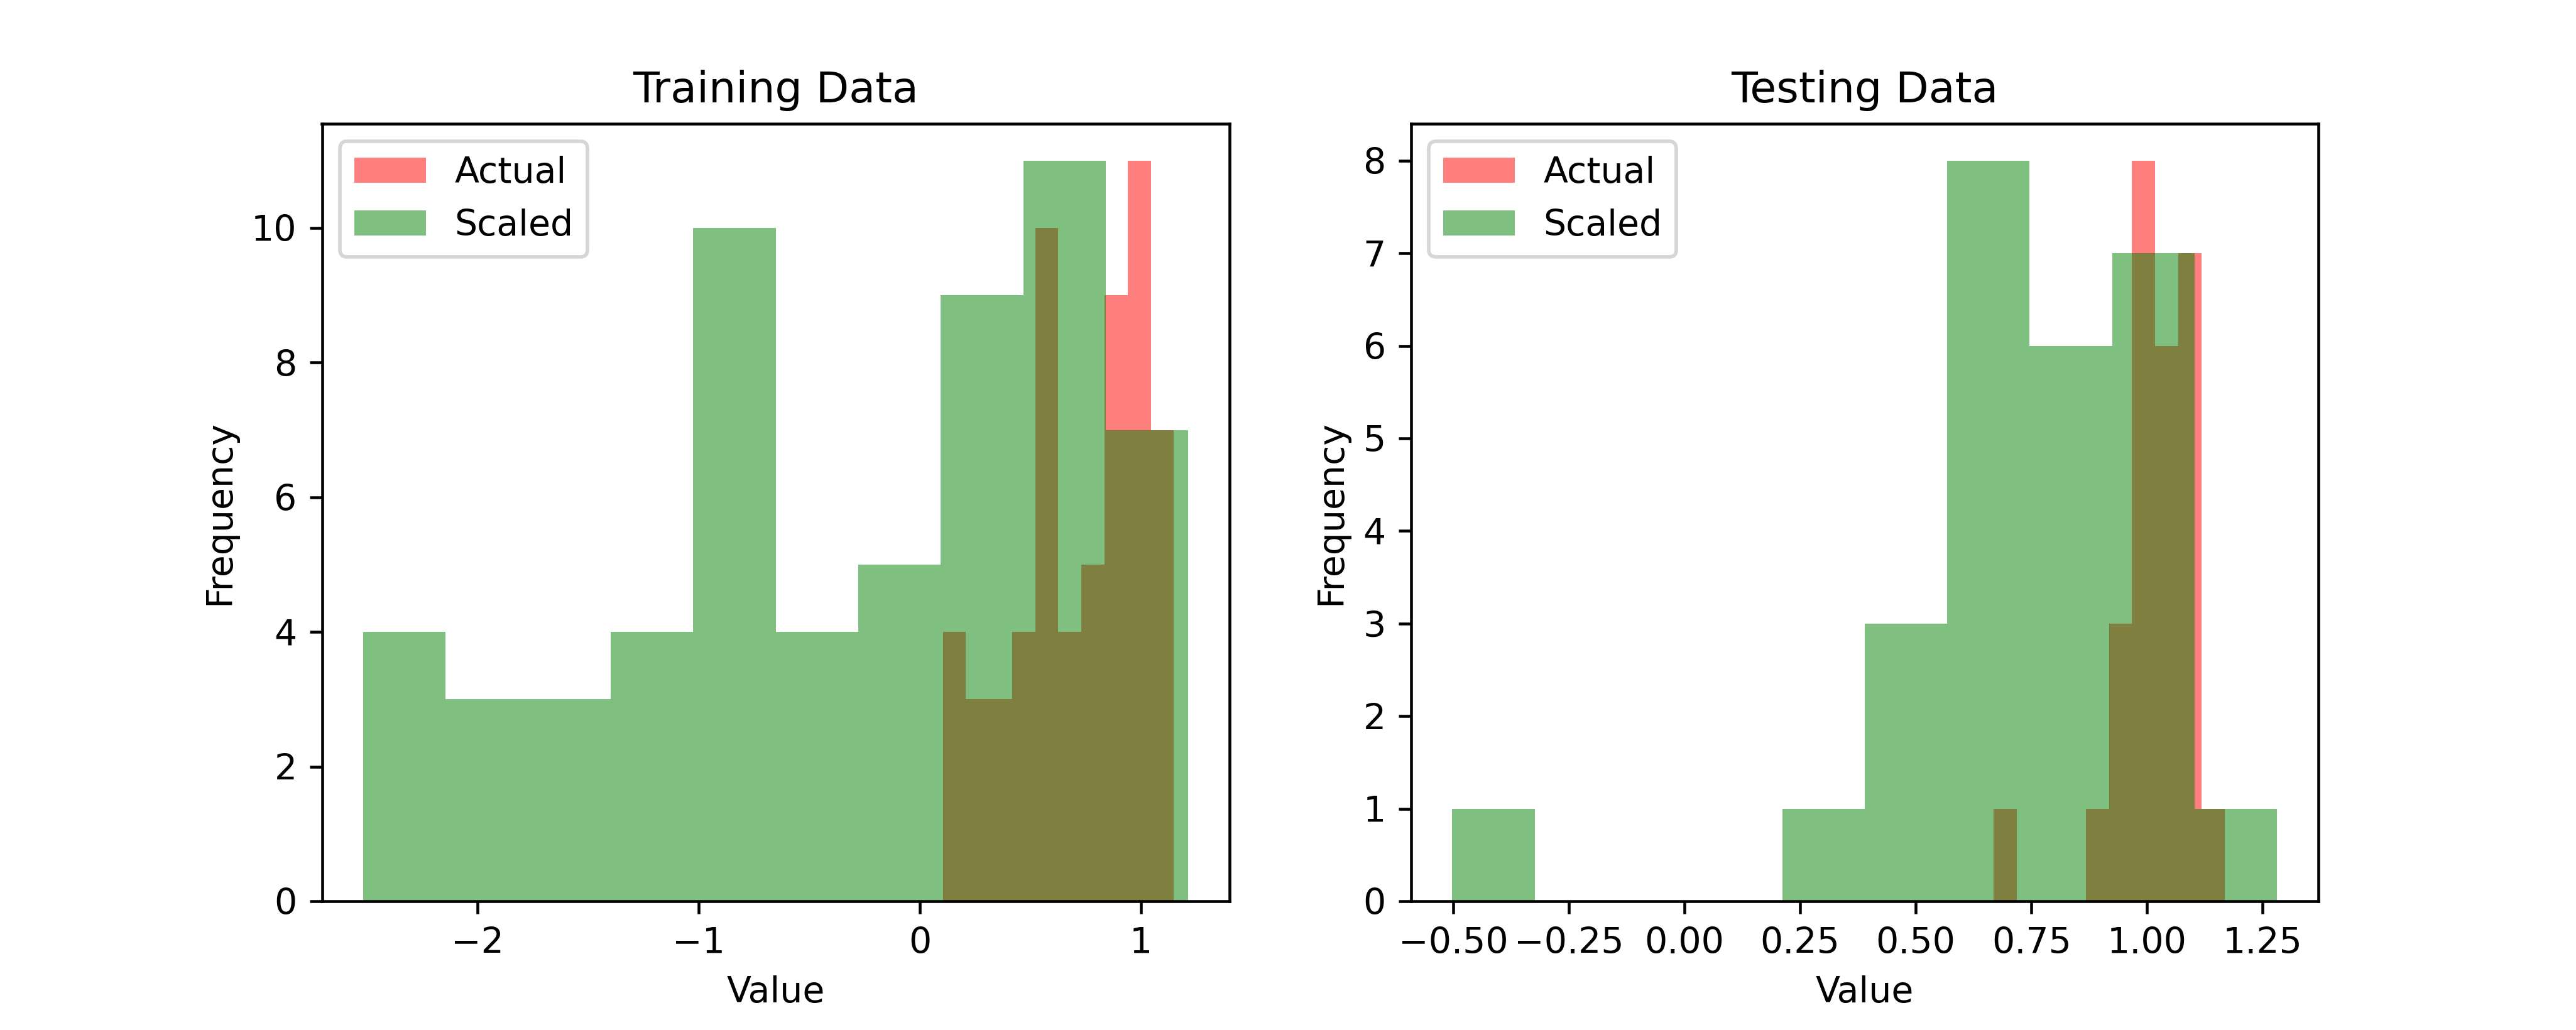 Training Data
Actual
Scaled
Frequency
10
8
6
4
2
0
−2
−1
0
1
Value
Testing Data
Actual
Scaled
Frequency
8
7
6
5
4
3
2
1
0
−0.50
−0.25
0.00
0.25
0.50
0.75
1.00
1.25
Value